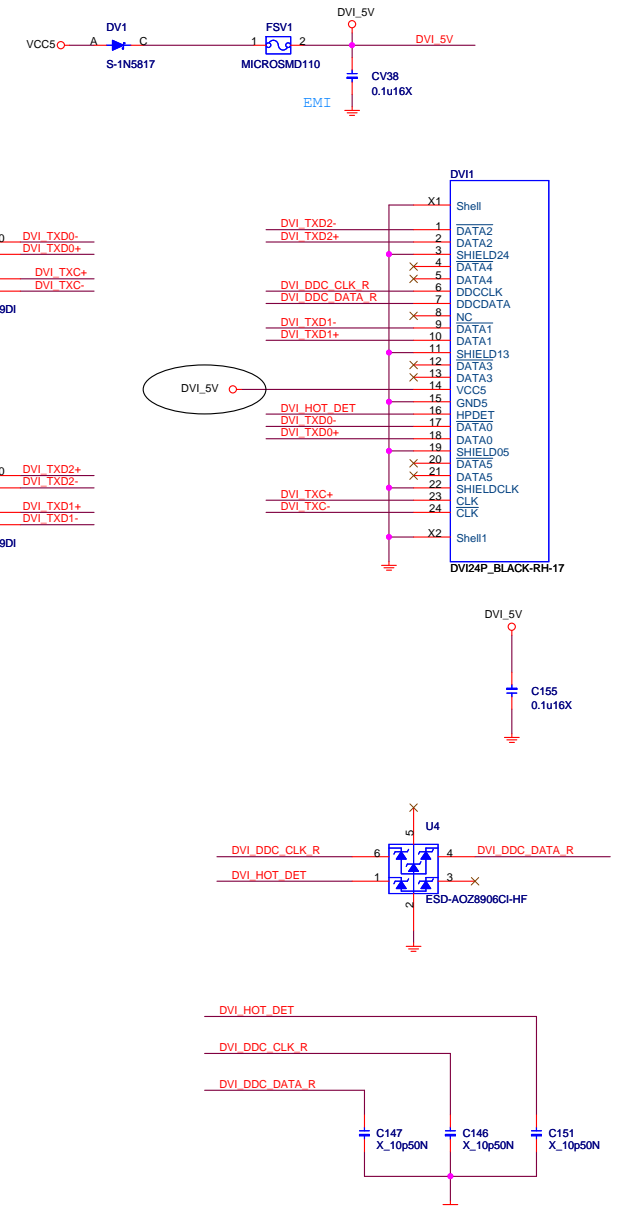 DVI_5V
DV1
FSV1
VCC5
A
C
1
2
DVI_5V
S-1N5817
MICROSMD110
CV38
0.1u16X
EMI
DVI1
X1
Shell
DVI_TXD2-
1
DATA2
DVI_TXD2+
2
DATA2
3
SHIELD24
4
DATA4
5
DATA4
DVI_DDC_CLK_R
6
DDCCLK
DVI_DDC_DATA_R
7
DDCDATA
8
NC
DVI_TXD1-
9
DATA1
DVI_TXD1+
10
DATA1
11
SHIELD13
12
DATA3
13
DATA3
DVI_5V
14
VCC5
15
GND5
DVI_HOT_DET
16
HPDET
DVI_TXD0-
17
DATA0
DVI_TXD0+
18
DATA0
19
SHIELD05
20
DATA5
21
DATA5
22
SHIELDCLK
DVI_TXC+
23
CLK
DVI_TXC-
24
CLK
X2
Shell1
DVI24P_BLACK-RH-17
0
DVI_TXD0-
DVI_TXD0+
DVI_TXC+
DVI_TXC-
9DI
0
DVI_TXD2+
DVI_TXD2-
DVI_TXD1+
DVI_TXD1-
9DI
DVI_5V
C155
0.1u16X
U4
5
DVI_DDC_CLK_R
6
4
DVI_DDC_DATA_R
DVI_HOT_DET
1
3
2
ESD-AOZ8906CI-HF
DVI_HOT_DET
DVI_DDC_CLK_R
DVI_DDC_DATA_R
C147
X_10p50N
C146
X_10p50N
C151
X_10p50N